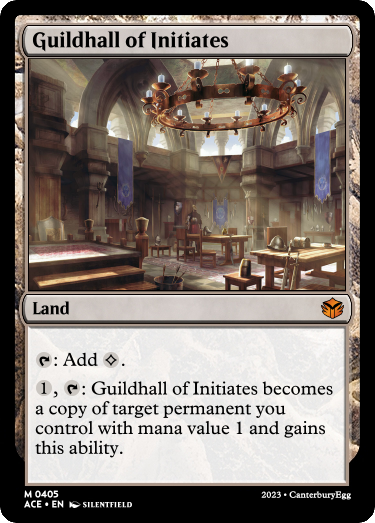 Guildhall of Initiates
Land
: Add .
1, : Guildhall of Initiates becomes
a copy of target permanent you
control with mana value 1 and gains
this ability.
M 0405
ACE • EN SILENTFIELD
2023 • CanterburyEgg